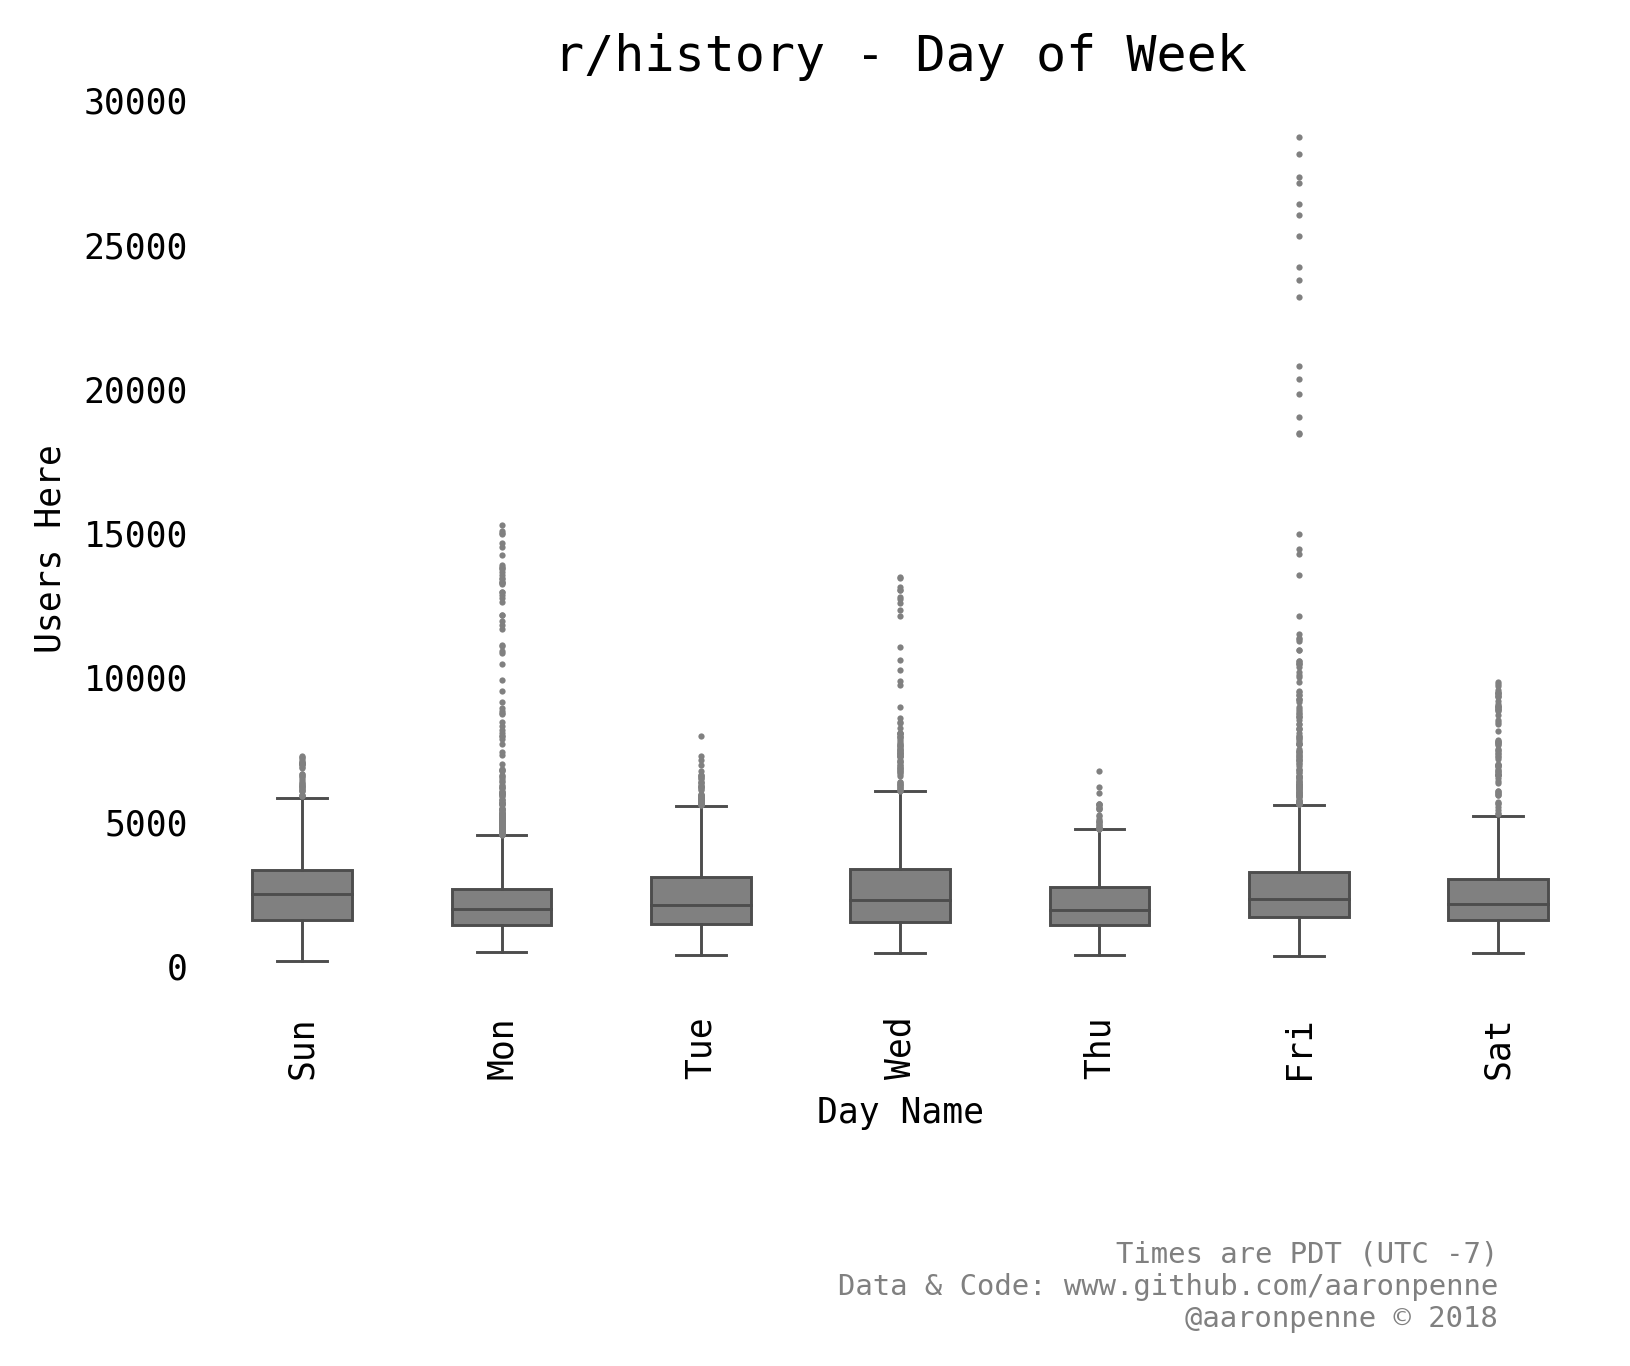 r/history - Day of Week
30000
25000
20000
15000
10000
5000
0
Users Here
Sun
Mon
Tue
Wed
Thu
Fri
Sat
Day Name
Times are PDT (UTC -7)
Data & Code: www.github.com/aaronpenne
@aaronpenne © 2018